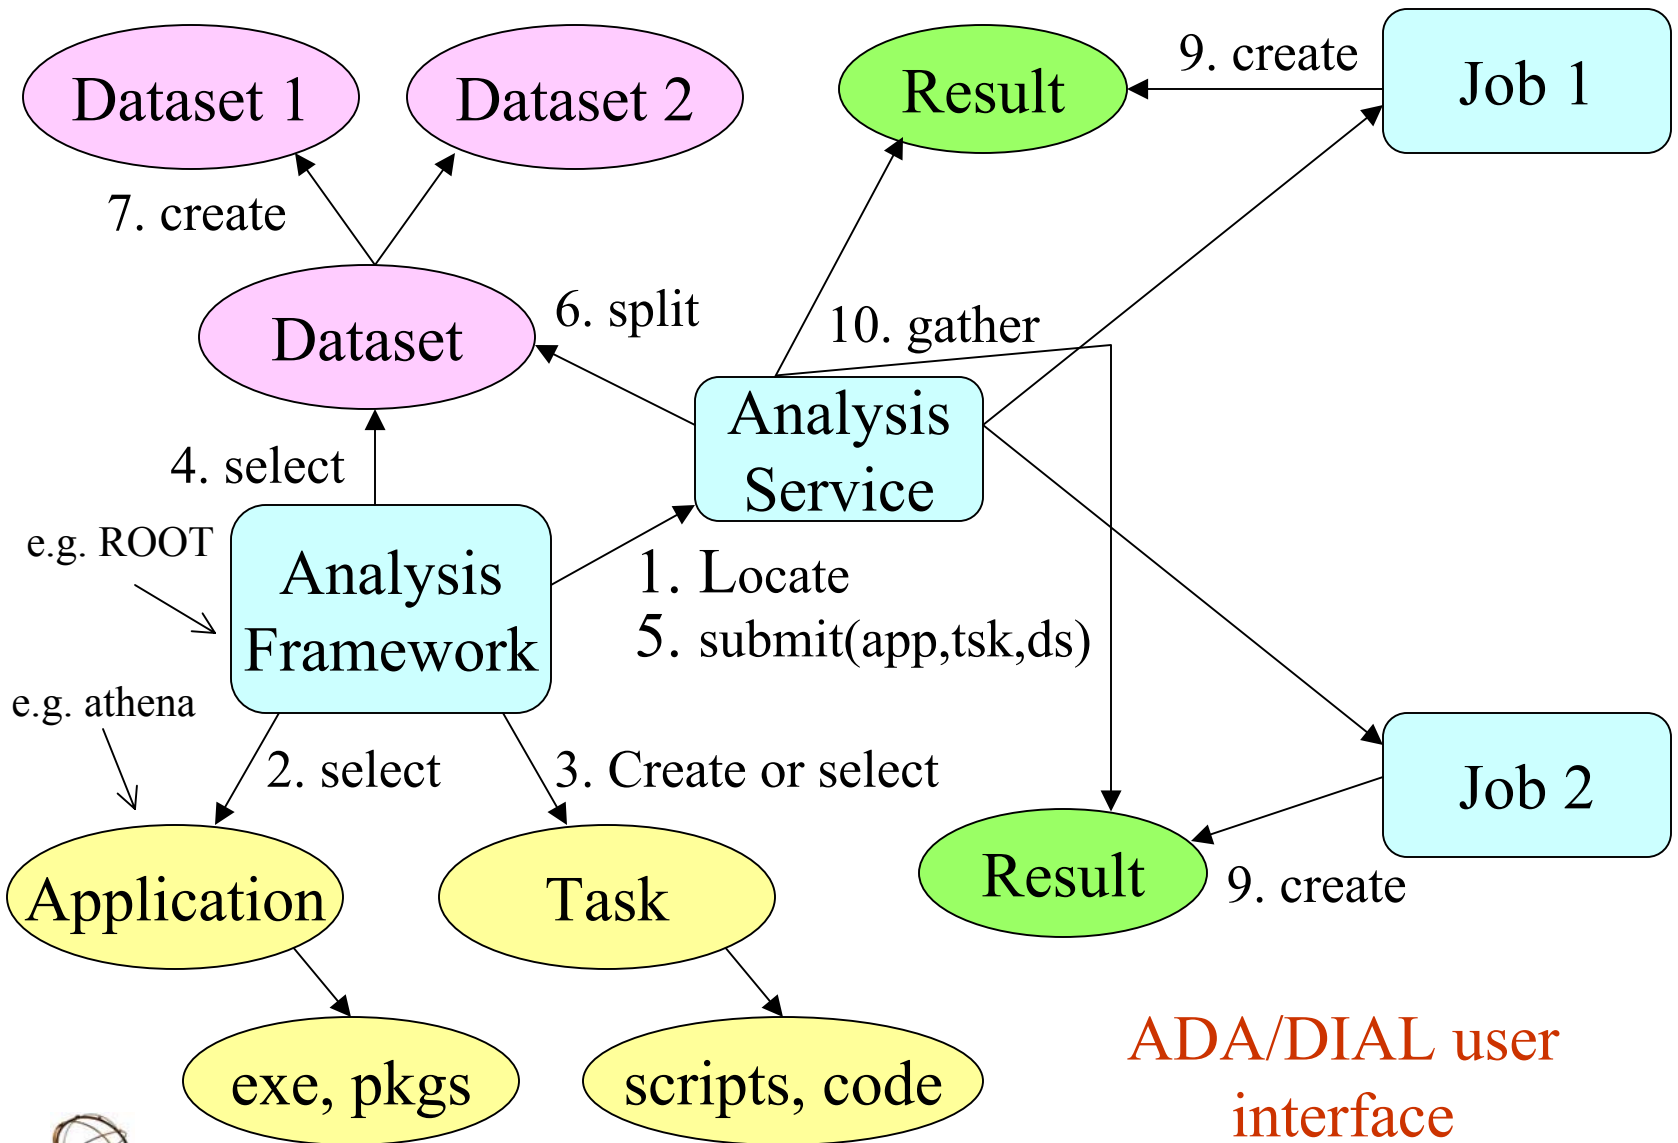 Dataset 1
Dataset 2
Result
9. create
Job 1
7. create
Dataset
6. split
10. gather
Analysis
Service
4. select
e.g. ROOT
Analysis
Framework
1. Locate
5. submit(app,tsk,ds)
e.g. athena
2. select
3. Create or select
Job 2
Application
Task
Result
9. create
exe, pkgs
scripts, code
ADA/DIAL user
interface